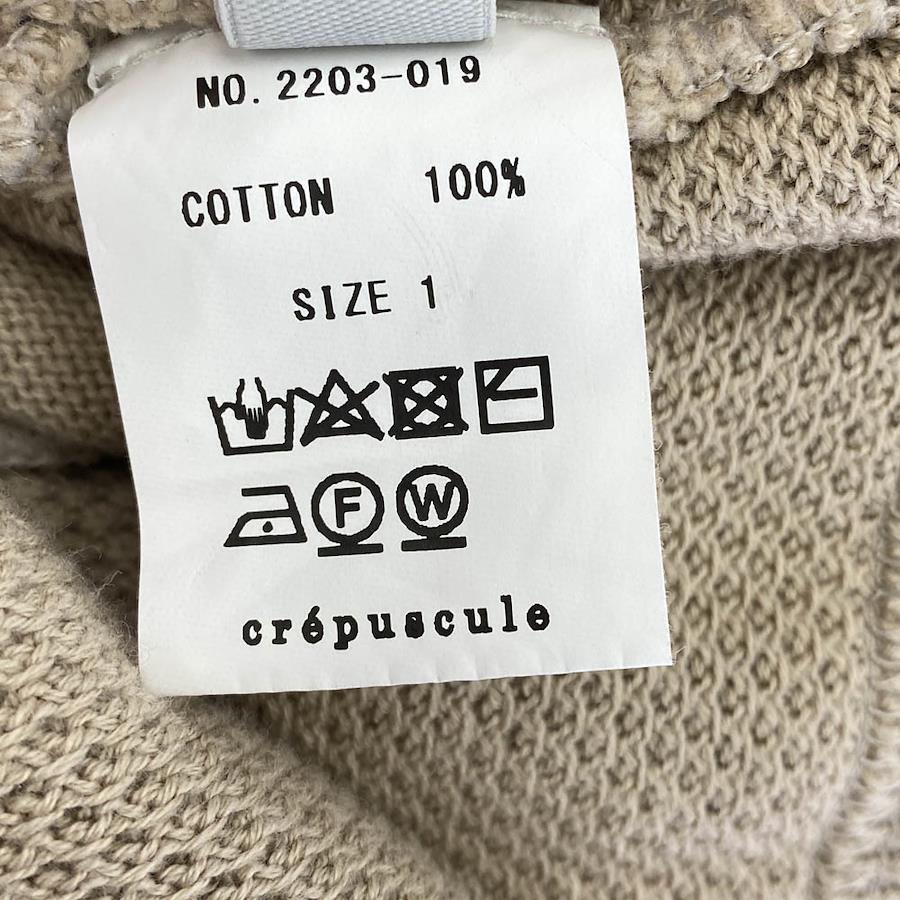 NO. 2203-019
COTTON 100%
SIZE 1
F W
crépuscule